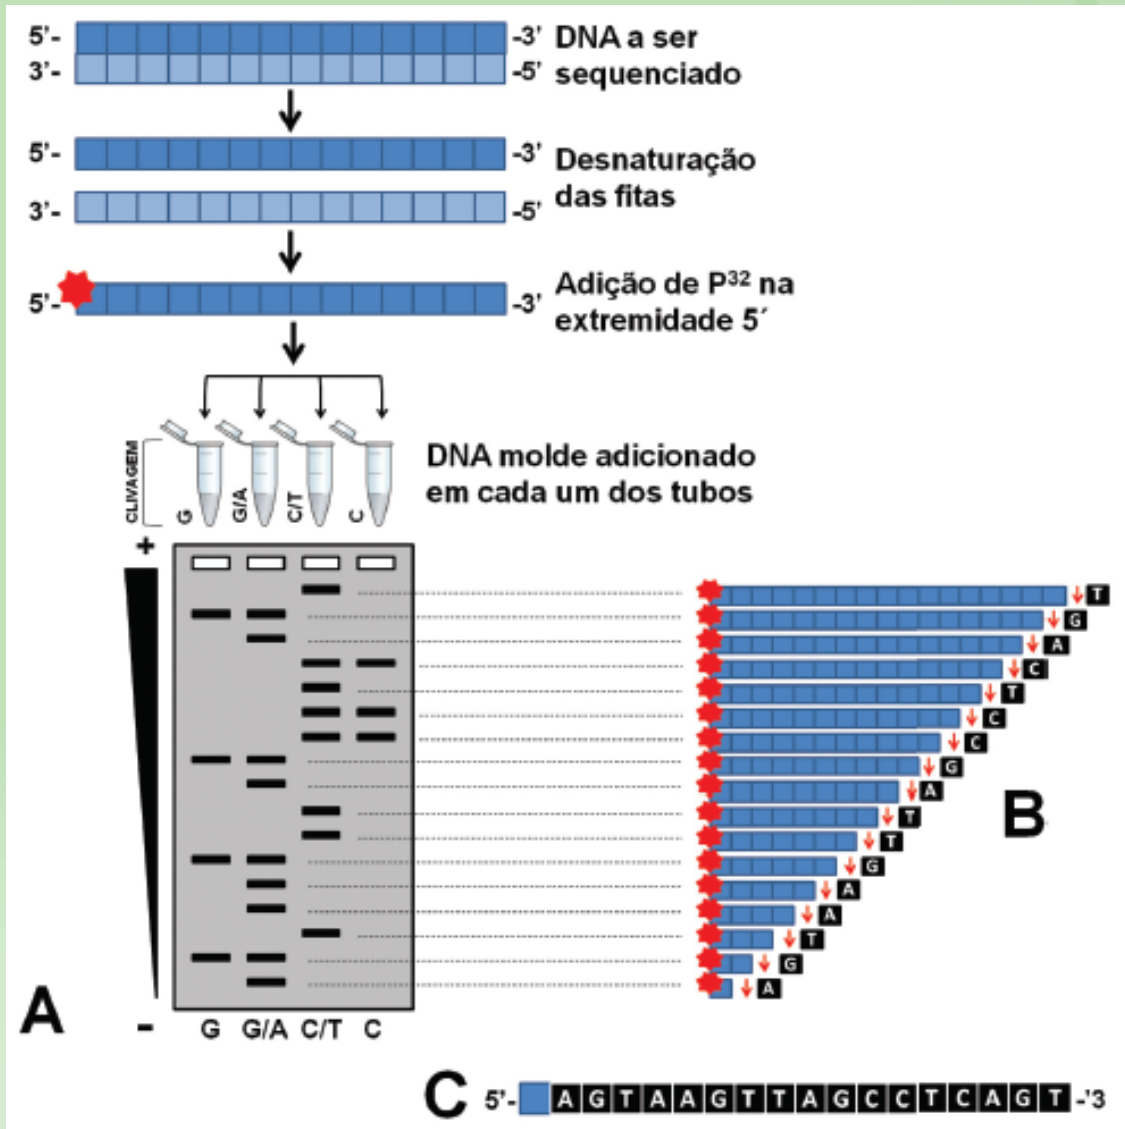 5’- -3’ DNA a ser
3’- -5’ sequenciado
5’- -3’ Desnaturação
3’- -5’ das fitas
5’- -3’ Adição de P³² na
extremidade 5´
CLIVAGEM
G
G/A
C/T
C
DNA molde adicionado
em cada um dos tubos
+
T
G
A
C
T
C
C
G
A
T
T
G
A
A
T
G
A
B
A
-
G G/A C/T C
C 5’- A G T A A G T T A G C C T C A G T -’3